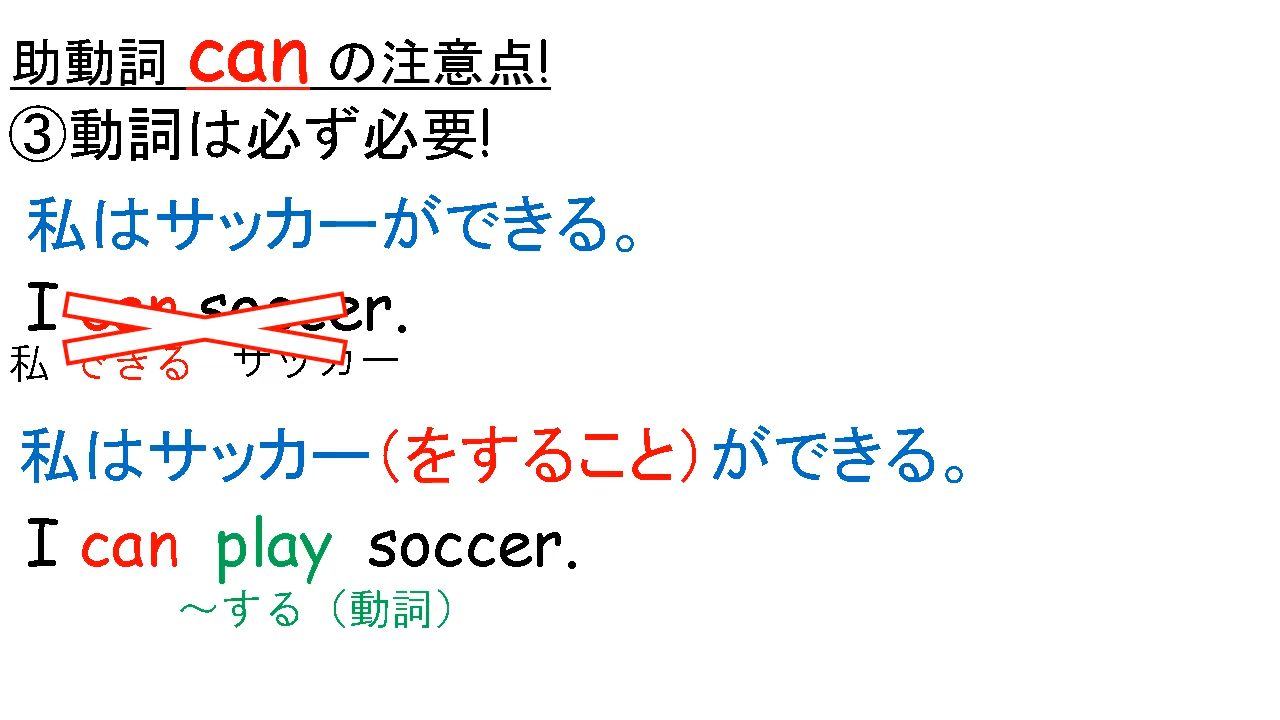 助動詞 can の注意点!
③動詞は必ず必要!
私はサッカーができる。
I can soccer.
私 できる サッカー
私はサッカー(をすること)ができる。
I can play soccer.
～する（動詞）